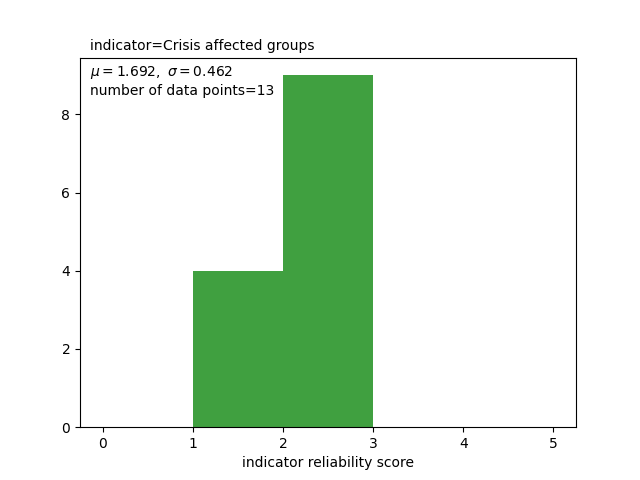 indicator=Crisis affected groups
μ = 1.692, σ = 0.462
number of data points=13
8
6
4
2
0
0 1 2 3 4 5
indicator reliability score